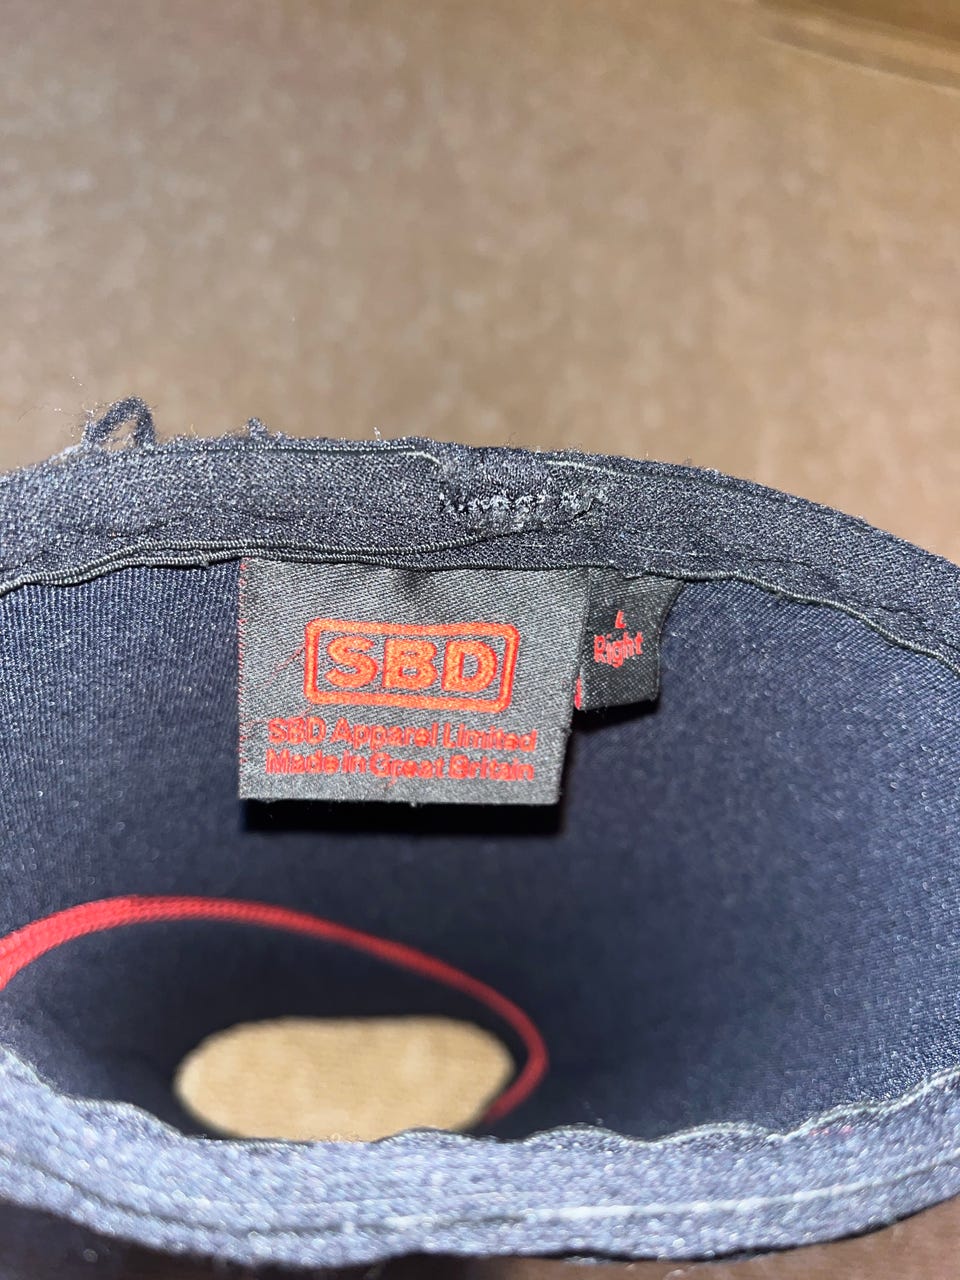 SBD
SBD Apparel Limited
Made in Great Britain
L
Right